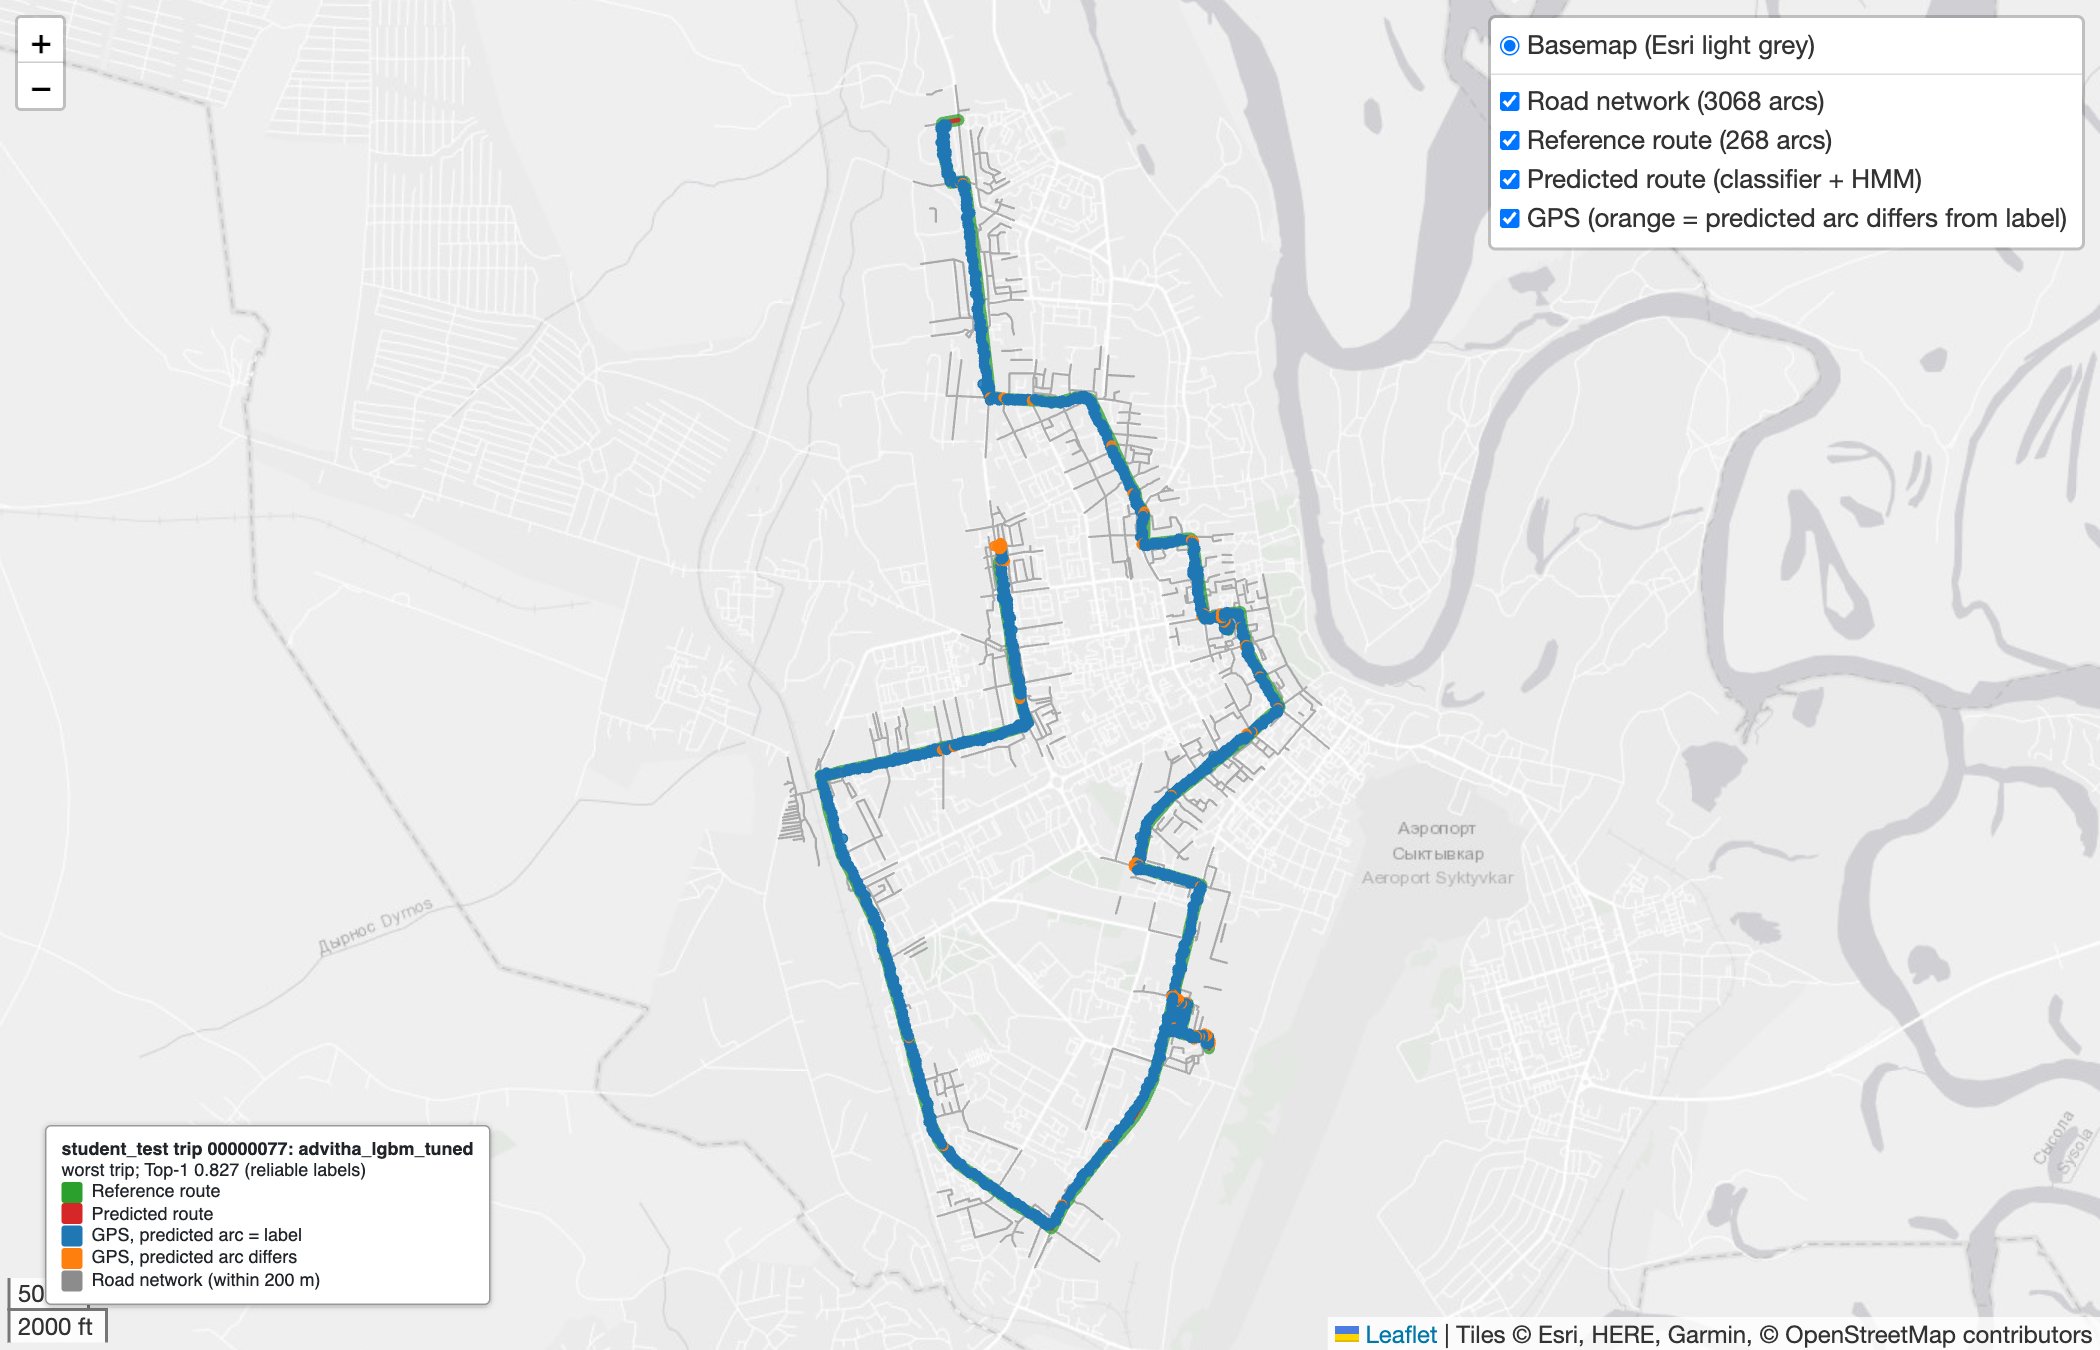 +
−
Basemap (Esri light grey)
Road network (3068 arcs)
Reference route (268 arcs)
Predicted route (classifier + HMM)
GPS (orange = predicted arc differs from label)
Аэропорт
Сыктывкар
Aeroport Syktyvkar
Дырнос Dyrnos
Сысола
Sysola
student_test trip 00000077: advitha_lgbm_tuned
worst trip; Top-1 0.827 (reliable labels)
Reference route
Predicted route
GPS, predicted arc = label
GPS, predicted arc differs
Road network (within 200 m)
2000 ft
Leaflet | Tiles © Esri, HERE, Garmin, © OpenStreetMap contributors